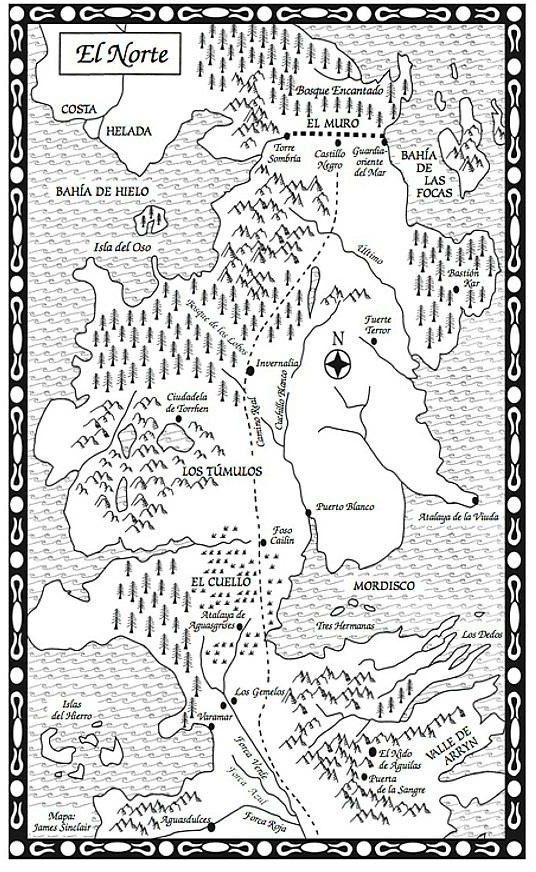 El Norte
Bosque Encantado
COSTA
HELADA
EL MURO
Torre
Sombría
Castillo
Negro
Guardia-
oriente
del Mar
BAHÍA
DE
LAS
FOCAS
BAHÍA DE HIELO
Isla del Oso
Último
Bastión
Kar
Bosque de los Lobos
Fuerte
Terror
N
Invernalia
Cuchillo Blanco
Camino Real
Ciudadela
de Torrhen
LOS TÚMULOS
Puerto Blanco
Atalaya de la Viuda
Foso
Cailin
EL CUELLO
MORDISCO
Atalaya de
Aguasgrises
Tres Hermanas
Los Dedos
Los Gemelos
Islas
del Hierro
Varamar
VALLE DE
ARRYN
El Nido
de Águilas
Puerta
de la Sangre
Forca Verde
Forca Azul
Forca Roja
Aguasdulces
Mapa:
James Sinclair